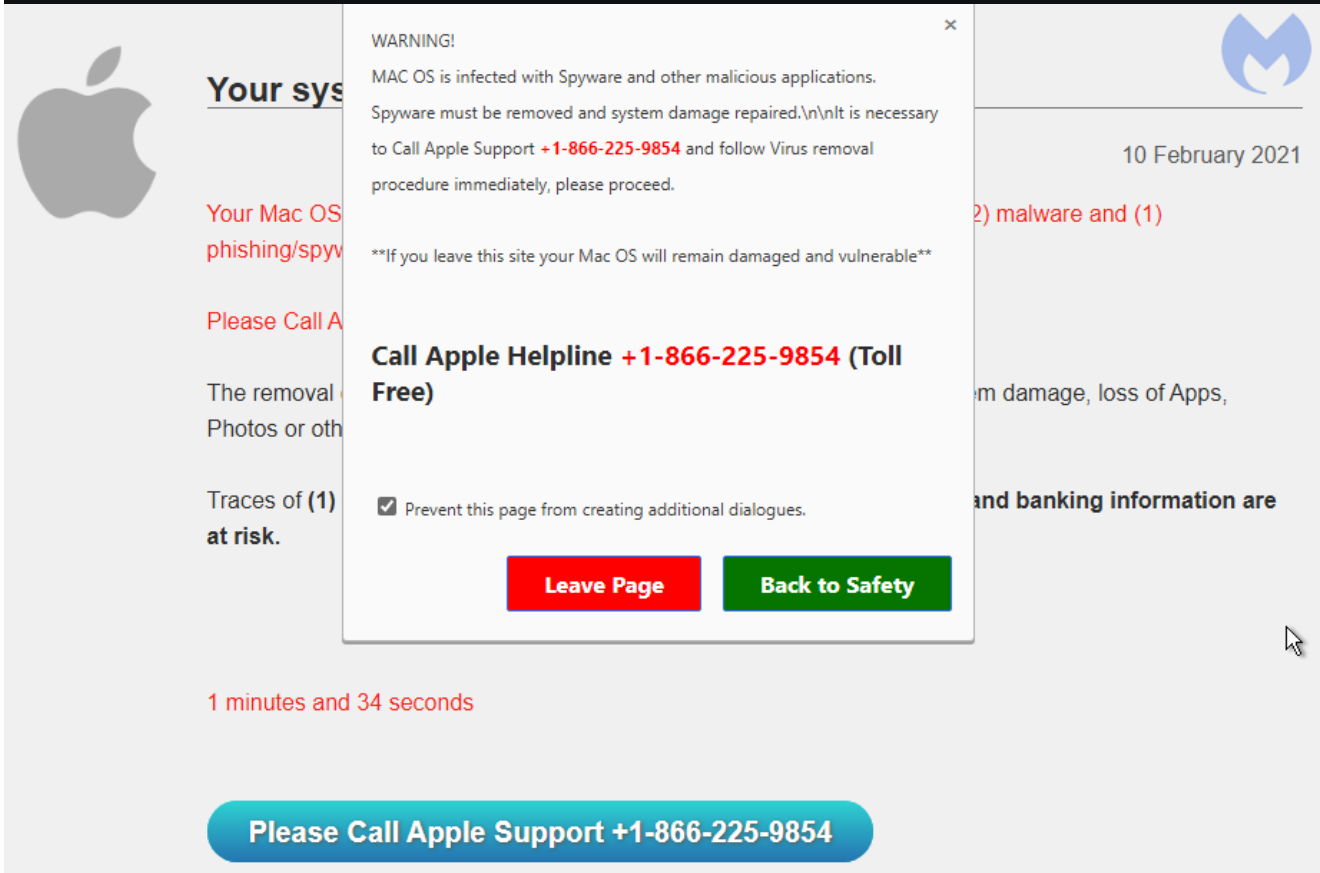 WARNING!
×
MAC OS is infected with Spyware and other malicious applications.
Spyware must be removed and system damage repaired.\n\nIt is necessary
to Call Apple Support +1-866-225-9854 and follow Virus removal
procedure immediately, please proceed.
**If you leave this site your Mac OS will remain damaged and vulnerable**
Call Apple Helpline +1-866-225-9854 (Toll
Free)
Prevent this page from creating additional dialogues.
Leave Page
Back to Safety
Your sys
10 February 2021
Your Mac OS
2) malware and (1)
phishing/spyw
Please Call A
The removal
m damage, loss of Apps,
Photos or oth
Traces of (1)
and banking information are
at risk.
1 minutes and 34 seconds
Please Call Apple Support +1-866-225-9854